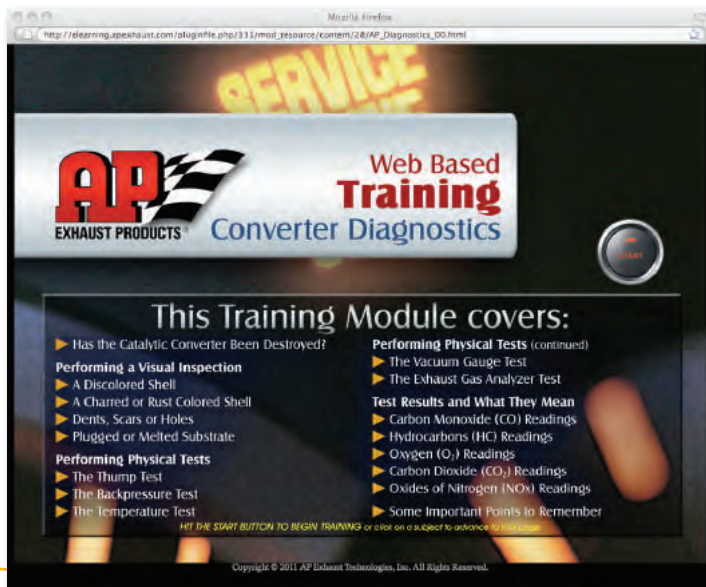 Mozilla Firefox
http://elearning.apexhaust.com/pluginfile.php/331/mod_resource/content/28/AP_Diagnostics_00.html
SERVICE
AP
EXHAUST PRODUCTS®
Web Based
Training
Converter Diagnostics
START
This Training Module covers:
Has the Catalytic Converter Been Destroyed?
Performing a Visual Inspection
A Discolored Shell
A Charred or Rust Colored Shell
Dents, Scars or Holes
Plugged or Melted Substrate
Performing Physical Tests
The Thump Test
The Backpressure Test
The Temperature Test
Performing Physical Tests (continued)
The Vacuum Gauge Test
The Exhaust Gas Analyzer Test
Test Results and What They Mean
Carbon Monoxide (CO) Readings
Hydrocarbons (HC) Readings
Oxygen (O₂) Readings
Carbon Dioxide (CO₂) Readings
Oxides of Nitrogen (NOx) Readings
Some Important Points to Remember
HIT THE START BUTTON TO BEGIN TRAINING or click on a subject to advance to that page
Copyright © 2011 AP Exhaust Technologies, Inc. All Rights Reserved.